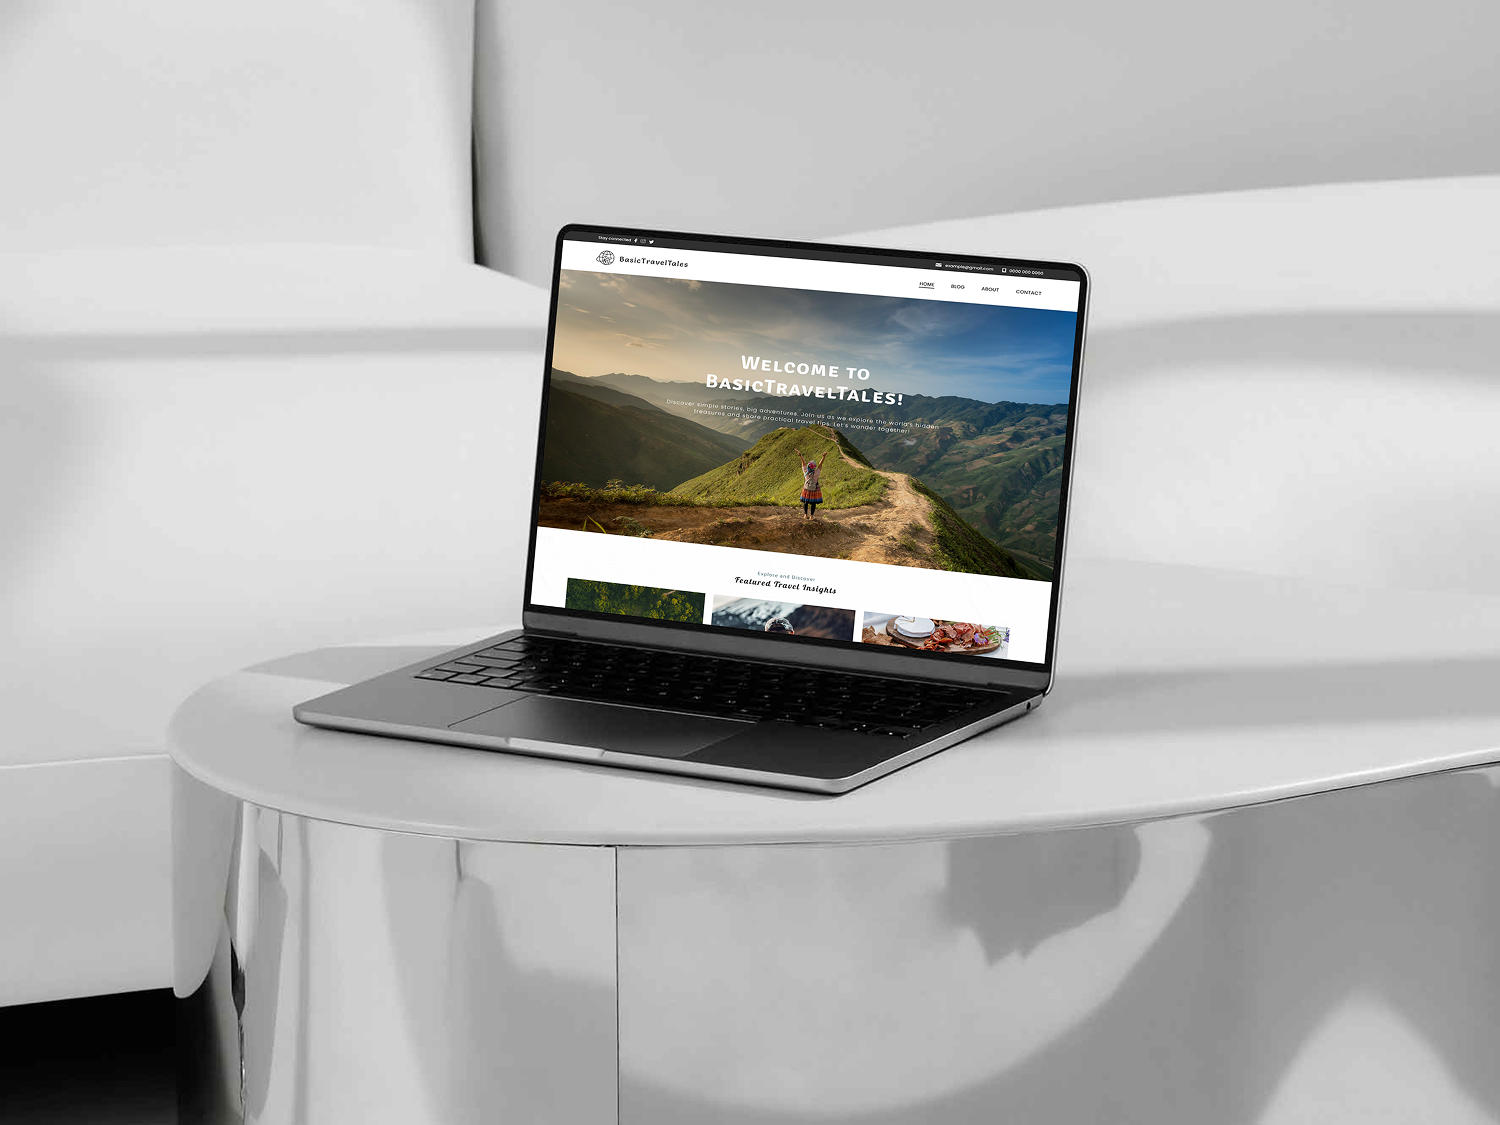 Stay connected
example@gmail.com 0000 000 0000
BasicTravelTales
HOME BLOG ABOUT CONTACT
WELCOME TO
BASICTRAVELTALES!
Discover simple stories, big adventures. Join us as we explore the world's hidden
treasures and share practical travel tips. Let's wander together!
Explore and Discover
Featured Travel Insights